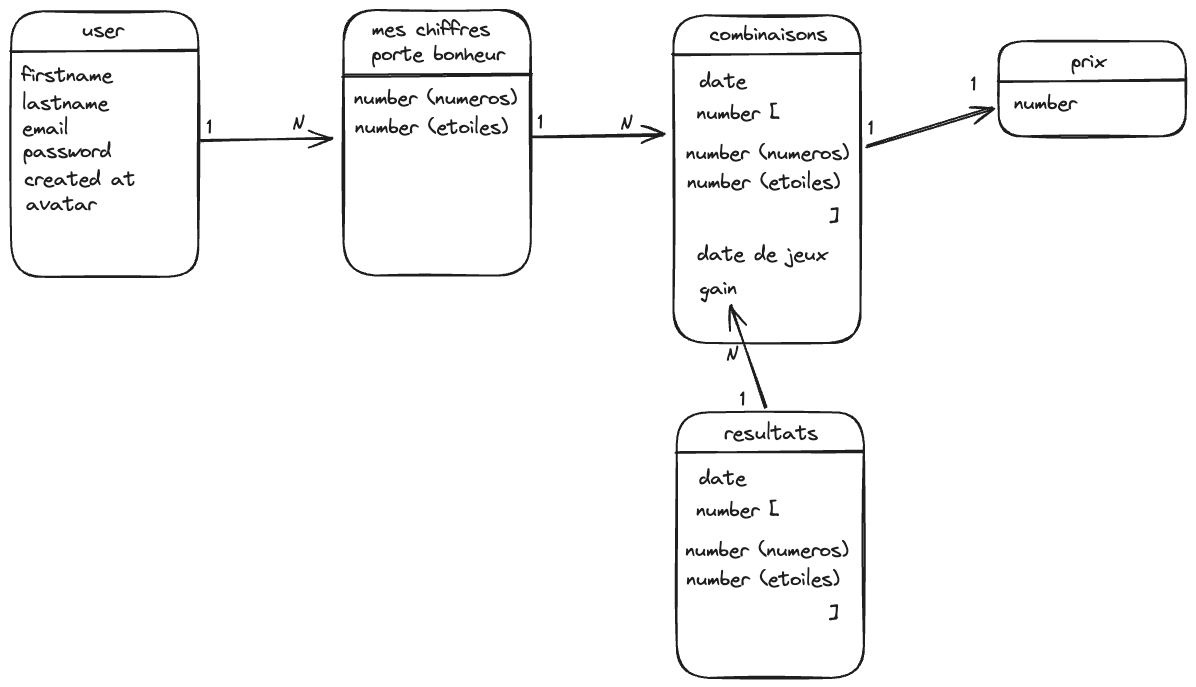 user
firstname
lastname
email
password
created at
avatar
1
N
mes chiffres
porte bonheur
number (numeros)
number (etoiles)
1
N
combinaisons
date
number [
number (numeros)
number (etoiles)
]
date de jeux
gain
1
1
prix
number
N
1
resultats
date
number [
number (numeros)
number (etoiles)
]